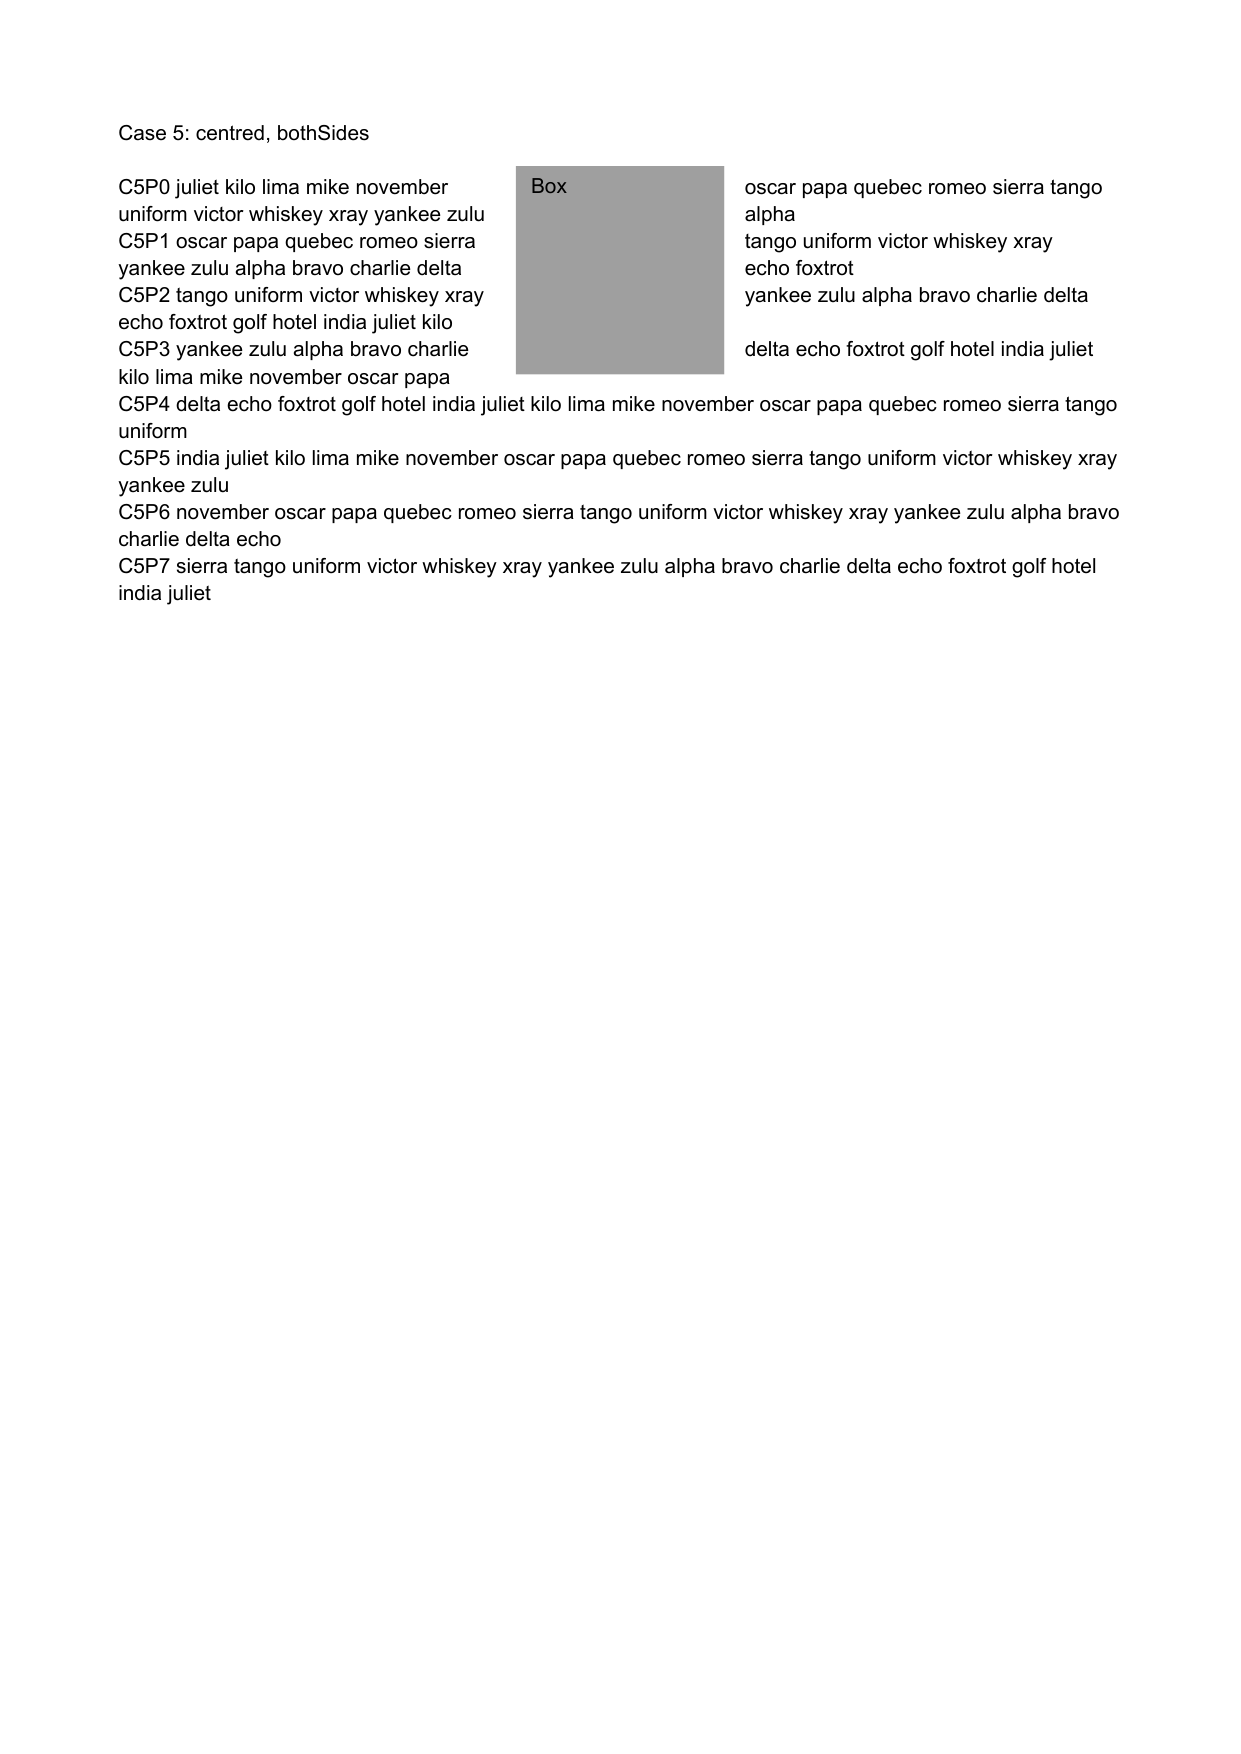 Case 5: centred, bothSides
Box
C5P0 juliet kilo lima mike november oscar papa quebec romeo sierra tango
uniform victor whiskey xray yankee zulu alpha
C5P1 oscar papa quebec romeo sierra tango uniform victor whiskey xray
yankee zulu alpha bravo charlie delta echo foxtrot
C5P2 tango uniform victor whiskey xray yankee zulu alpha bravo charlie delta
echo foxtrot golf hotel india juliet kilo
C5P3 yankee zulu alpha bravo charlie delta echo foxtrot golf hotel india juliet
kilo lima mike november oscar papa
C5P4 delta echo foxtrot golf hotel india juliet kilo lima mike november oscar papa quebec romeo sierra tango
uniform
C5P5 india juliet kilo lima mike november oscar papa quebec romeo sierra tango uniform victor whiskey xray
yankee zulu
C5P6 november oscar papa quebec romeo sierra tango uniform victor whiskey xray yankee zulu alpha bravo
charlie delta echo
C5P7 sierra tango uniform victor whiskey xray yankee zulu alpha bravo charlie delta echo foxtrot golf hotel
india juliet